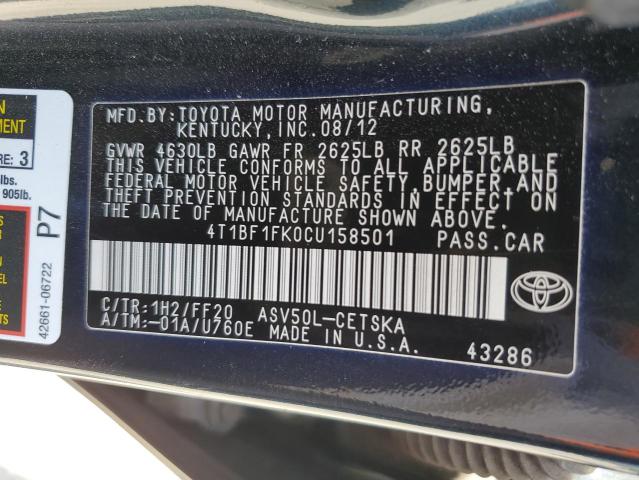 MFD.BY:TOYOTA MOTOR MANUFACTURING,
KENTUCKY,INC.08/12
GVWR 4630LB GAWR FR 2625LB RR 2625LB
THIS VEHICLE CONFORMS TO ALL APPLICABLE
FEDERAL MOTOR VEHICLE SAFETY,BUMPER,AND
THEFT PREVENTION STANDARDS IN EFFECT ON
THE DATE OF MANUFACTURE SHOWN ABOVE.
4T1BF1FK0CU158501 PASS.CAR
C/TR:1H2/FF20 ASV50L-CETSKA
A/TM:-01A/U760E MADE IN U.S.A.
43286
RE: 3
lbs.
905lb.
P7
42661-06722